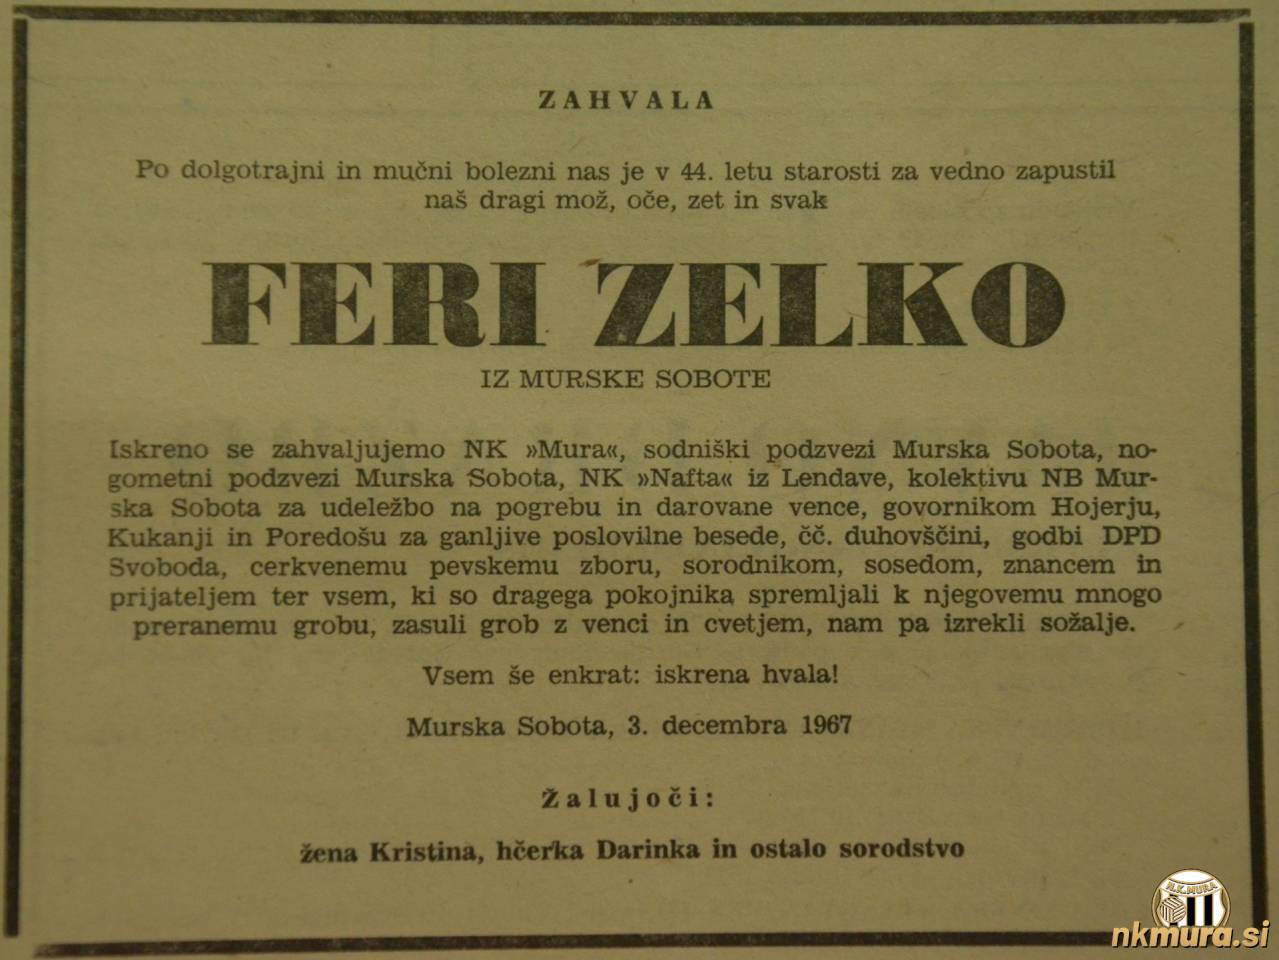 ZAHVALA
Po dolgotrajni in mučni bolezni nas je v 44. letu starosti za vedno zapustil
naš dragi mož, oče, zet in svak
FERI ZELKO
IZ MURSKE SOBOTE
Iskreno se zahvaljujemo NK »Mura«, sodniški podzvezi Murska Sobota, no-
gometni podzvezi Murska Sobota, NK »Nafta« iz Lendave, kolektivu NB Mur-
ska Sobota za udeležbo na pogrebu in darovane vence, govornikom Hojerju,
Kukanji in Poredošu za ganljive poslovilne besede, čč. duhovščini, godbi DPD
Svoboda, cerkvenemu pevskemu zboru, sorodnikom, sosedom, znancem in
prijateljem ter vsem, ki so dragega pokojnika spremljali k njegovemu mnogo
preranemu grobu, zasuli grob z venci in cvetjem, nam pa izrekli sožalje.
Vsem še enkrat: iskrena hvala!
Murska Sobota, 3. decembra 1967
Žalujoči:
žena Kristina, hčerka Darinka in ostalo sorodstvo
N.K. MURA
nkmura.si